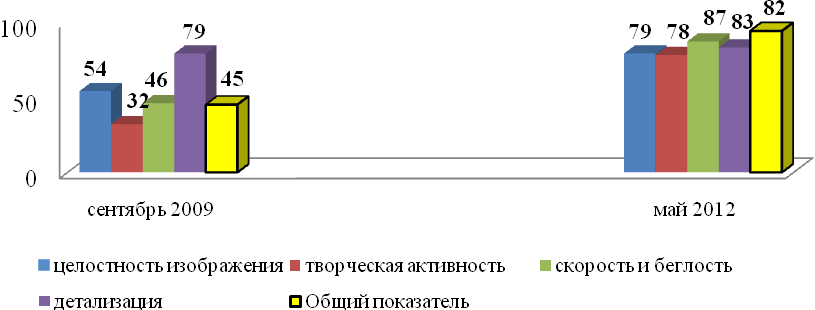 100
50
0
54
32
46
79
45
79
78
87
83
82
сентябрь 2009
май 2012
целостность изображения
творческая активность
скорость и беглость
детализация
Общий показатель